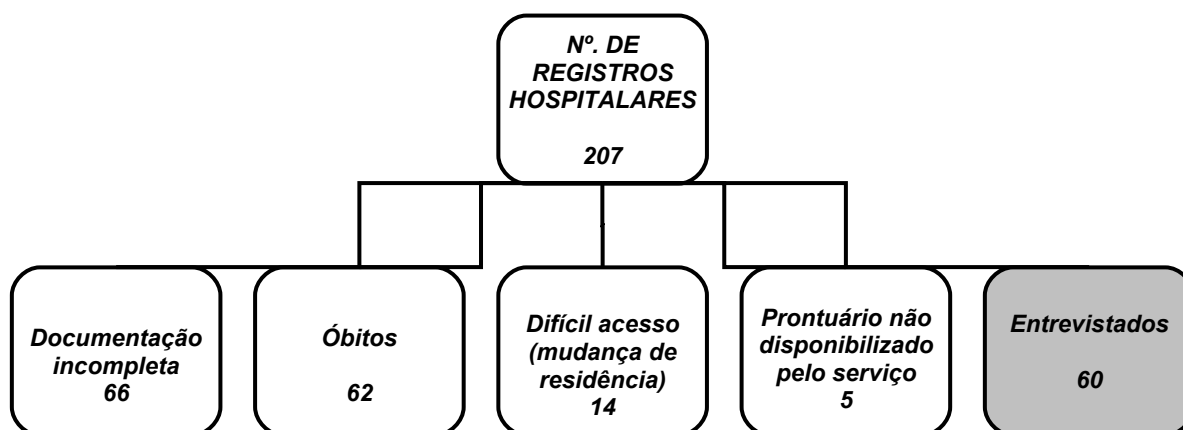 Nº. DE
REGISTROS
HOSPITALARES
207
Documentação
incompleta
66
Óbitos
62
Difícil acesso
(mudança de
residência)
14
Prontuário não
disponibilizado
pelo serviço
5
Entrevistados
60